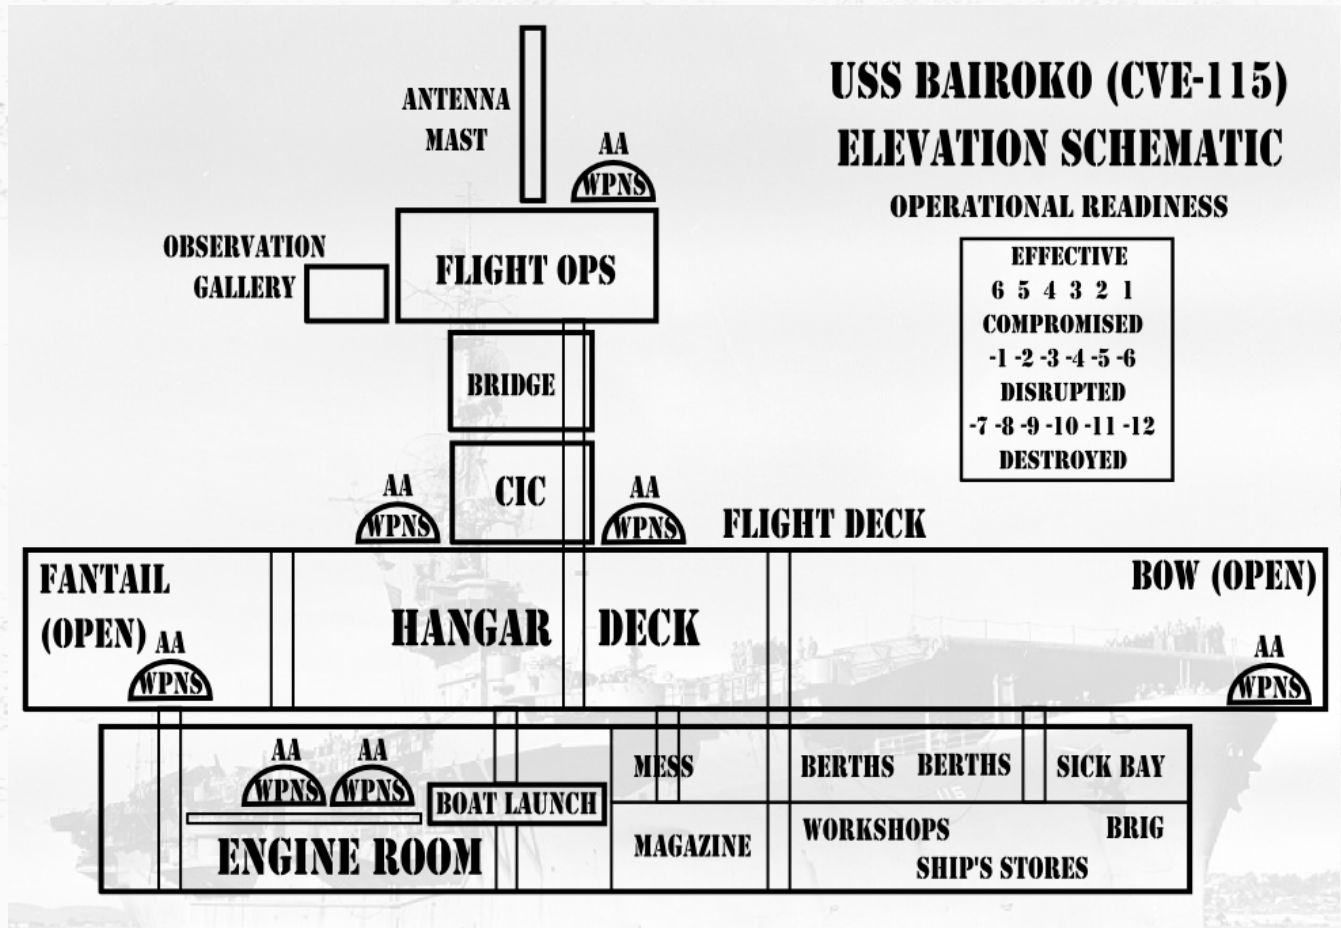 USS BAIROKO (CVE-115)
ELEVATION SCHEMATIC
OPERATIONAL READINESS
EFFECTIVE
6 5 4 3 2 1
COMPROMISED
-1 -2 -3 -4 -5 -6
DISRUPTED
-7 -8 -9 -10 -11 -12
DESTROYED
ANTENNA
MAST
AA
WPNS
OBSERVATION
GALLERY
FLIGHT OPS
BRIDGE
CIC
AA
WPNS
AA
WPNS
FLIGHT DECK
FANTAIL
(OPEN)
AA
WPNS
HANGAR DECK
BOW (OPEN)
AA
WPNS
AA
WPNS
AA
WPNS
BOAT LAUNCH
ENGINE ROOM
MESS
MAGAZINE
BERTHS BERTHS
SICK BAY
WORKSHOPS
BRIG
SHIP'S STORES
115